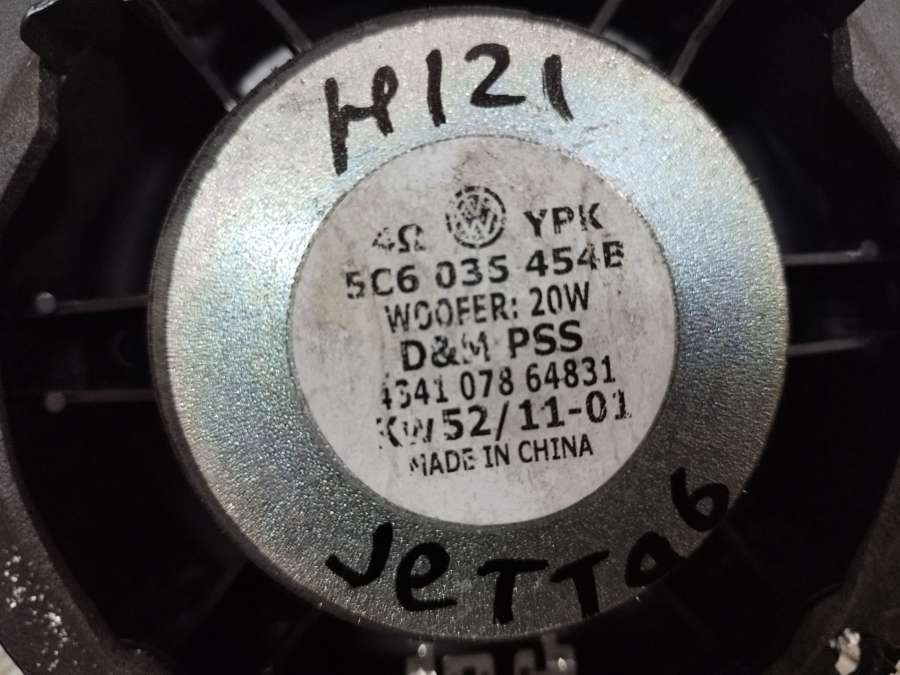 H121
4Ω YPK
5C6 035 454B
WOOFER: 20W
D&M PSS
4341 078 64831
KW52/11-01
MADE IN CHINA
JeTTa6